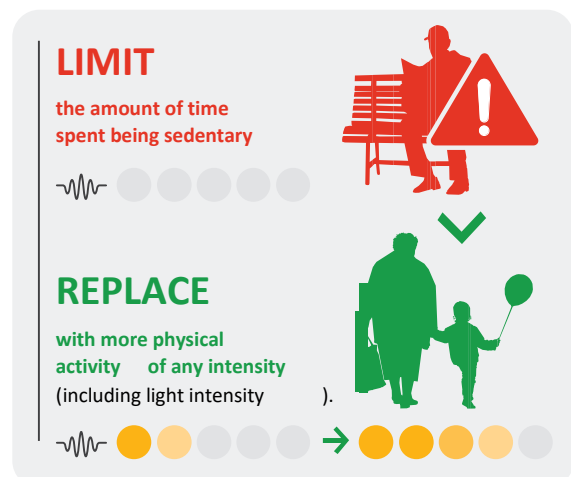 LIMIT
the amount of time
spent being sedentary
!
REPLACE
with more physical
activity of any intensity
(including light intensity ).